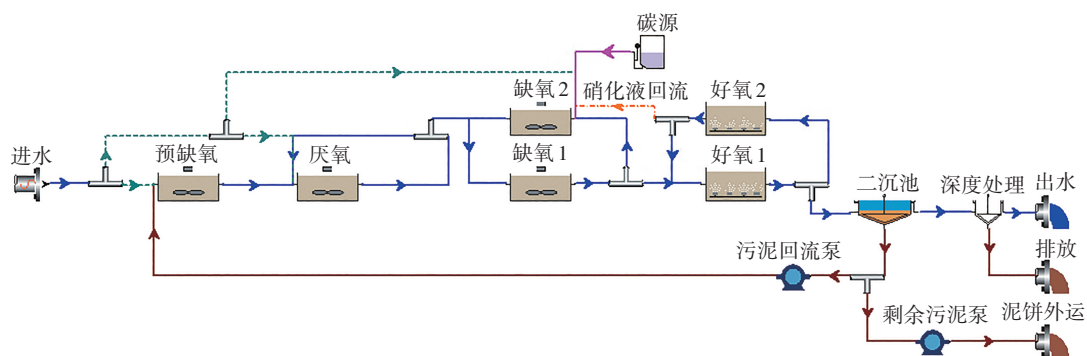 碳源
缺氧2
硝化液回流
好氧2
进水
预缺氧
厌氧
缺氧1
好氧1
二沉池
深度处理
出水
污泥回流泵
排放
剩余污泥泵
泥饼外运